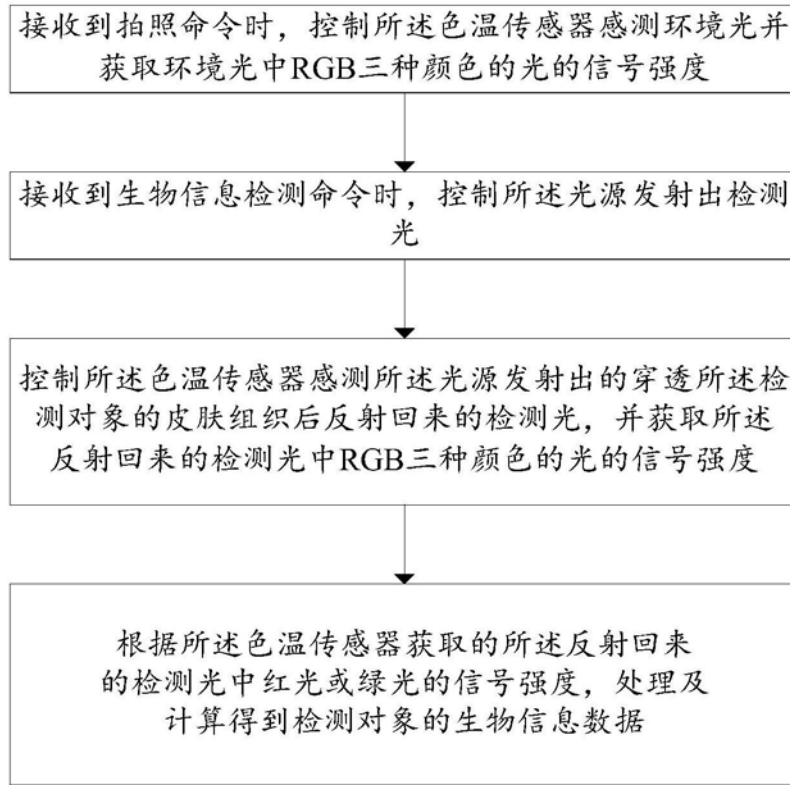 接收到拍照命令时，控制所述色温传感器感测环境光并
获取环境光中RGB三种颜色的光的信号强度
接收到生物信息检测命令时，控制所述光源发射出检测
光
控制所述色温传感器感测所述光源发射出的穿透所述检
测对象的皮肤组织后反射回来的检测光，并获取所述
反射回来的检测光中RGB三种颜色的光的信号强度
根据所述色温传感器获取的所述反射回来
的检测光中红光或绿光的信号强度，处理及
计算得到检测对象的生物信息数据